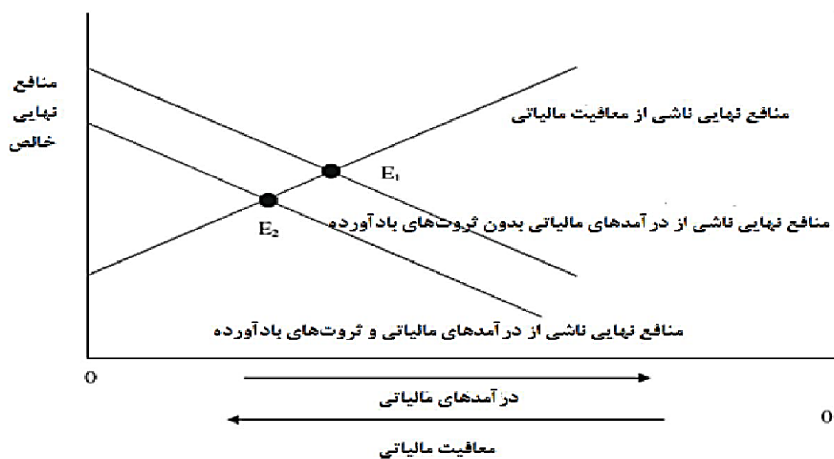 منافع
نهایی
خالص
منافع نهایی ناشی از معافیت مالیاتی
E₁
منافع نهایی ناشی از درآمدهای مالیاتی بدون ثروت‌های بادآورده
E₂
منافع نهایی ناشی از درآمدهای مالیاتی و ثروت‌های بادآورده
0
درآمدهای مالیاتی
0
معافیت مالیاتی